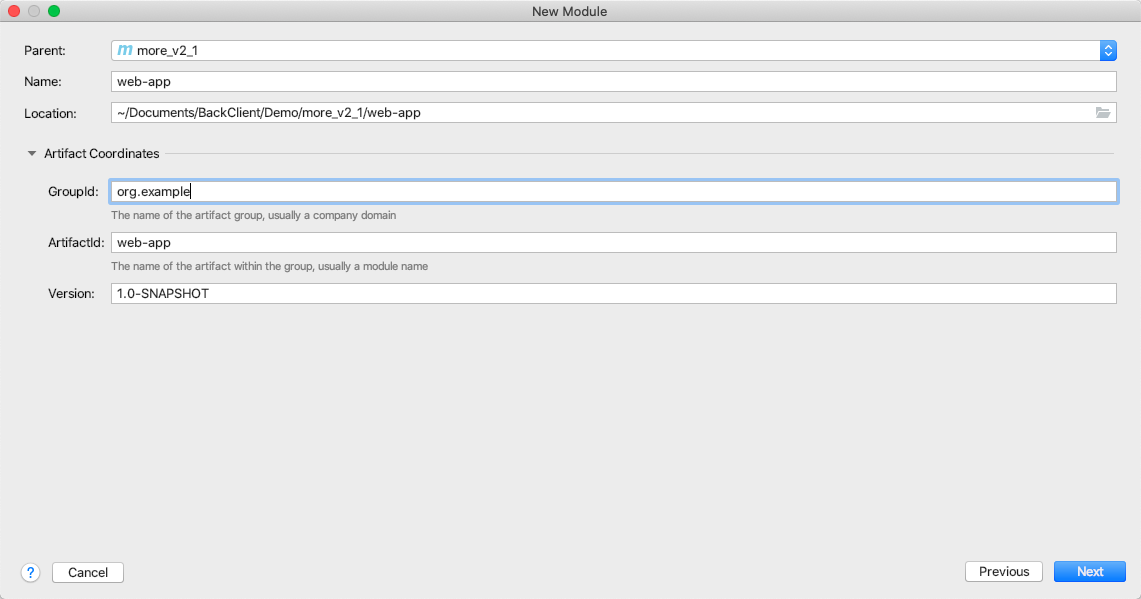 New Module
Parent: m more_v2_1
Name: web-app
Location: ~/Documents/BackClient/Demo/more_v2_1/web-app
Artifact Coordinates
GroupId: org.example
The name of the artifact group, usually a company domain
ArtifactId: web-app
The name of the artifact within the group, usually a module name
Version: 1.0-SNAPSHOT
? Cancel Previous Next